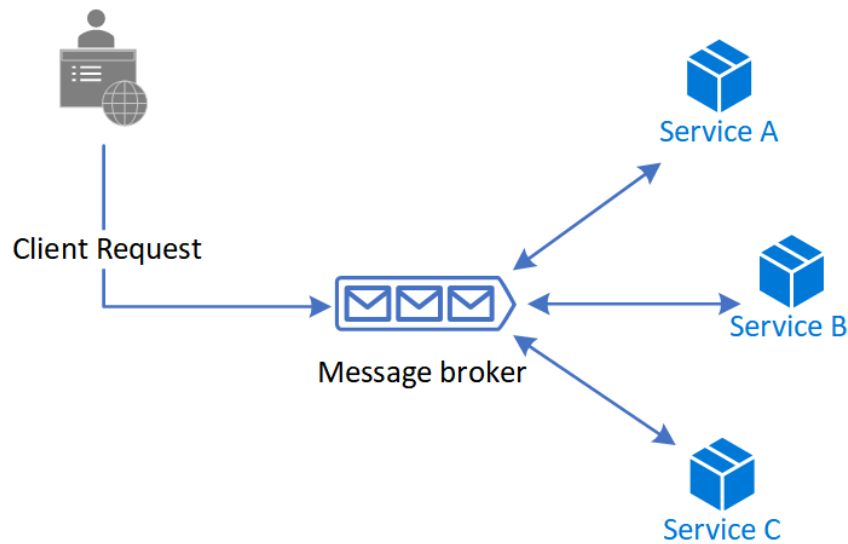 Service A
Client Request
Service B
Message broker
Service C